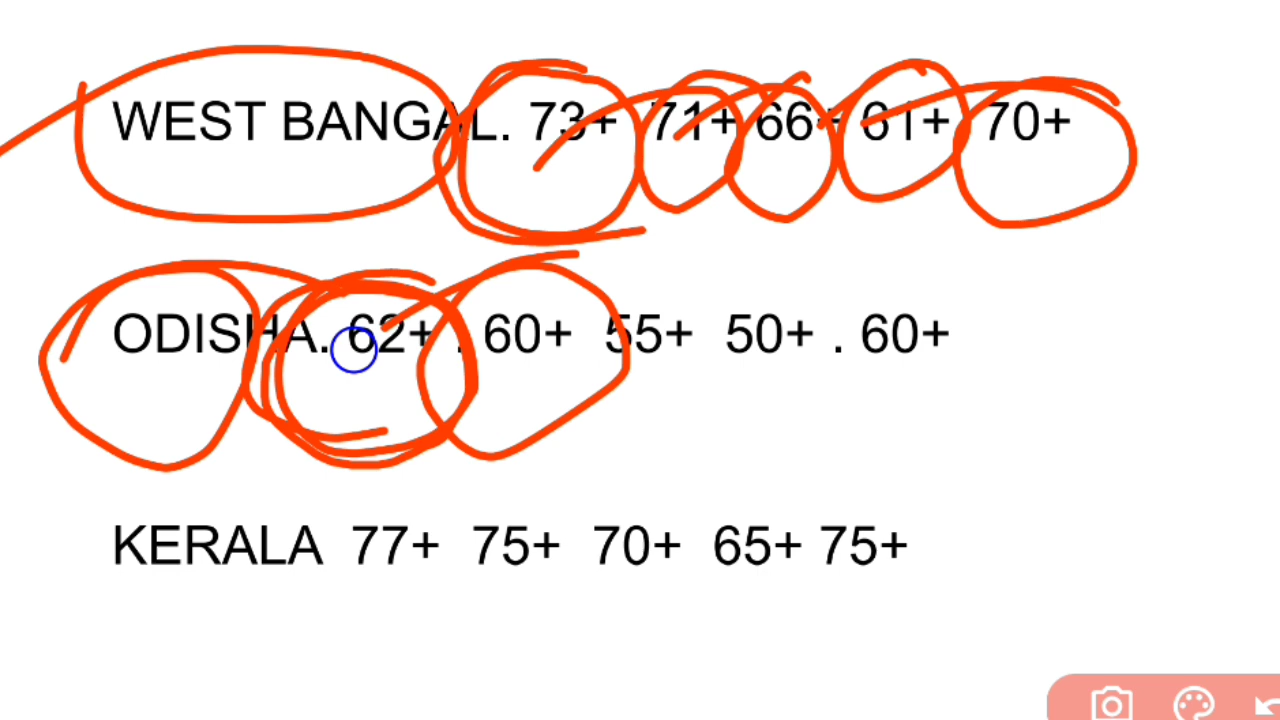 WEST BANGAL. 73+ 71+ 66+ 61+ 70+
ODISHA. 62+ . 60+ 55+ 50+ . 60+
KERALA 77+ 75+ 70+ 65+ 75+